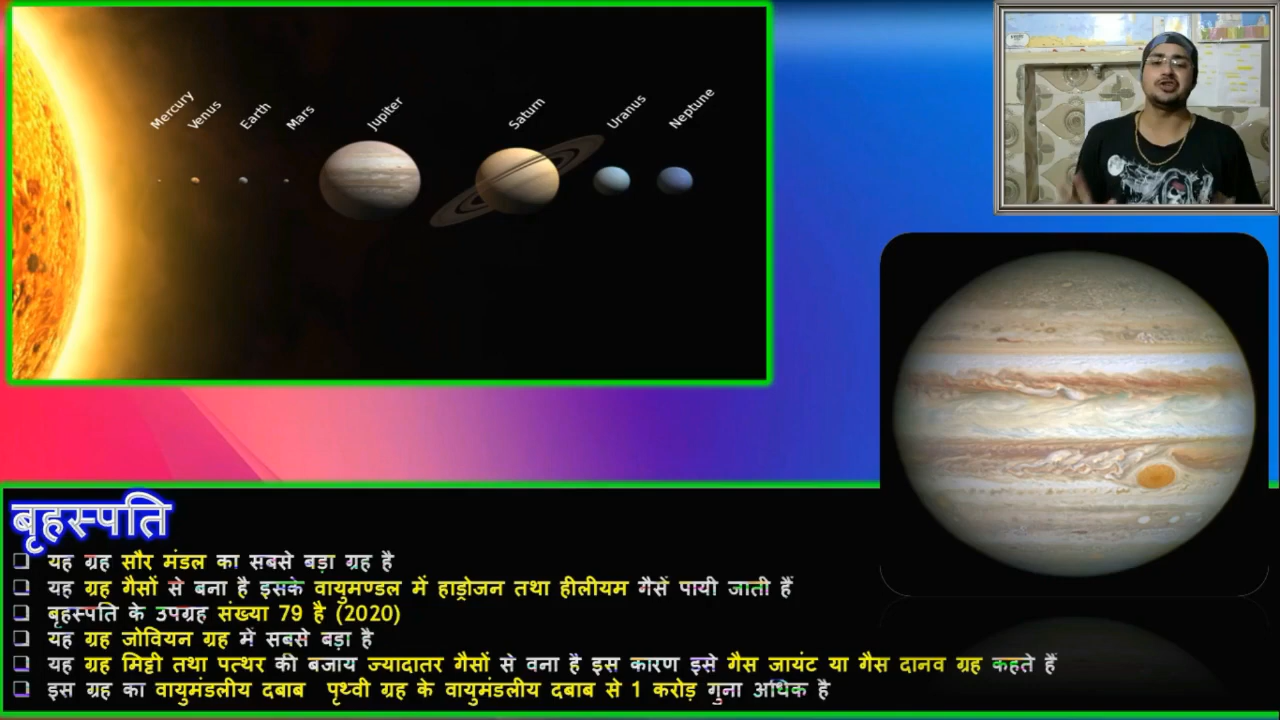 Mercury
Venus
Earth
Mars
Jupiter
Saturn
Uranus
Neptune
बृहस्पति
❑ यह ग्रह सौर मंडल का सबसे बड़ा ग्रह है
❑ यह ग्रह गैसों से बना है इसके वायुमण्डल में हाड्रोजन तथा हीलीयम गैसें पायी जाती हैं
❑ बृहस्पति के उपग्रह संख्या 79 है (2020)
❑ यह ग्रह जोवियन ग्रह में सबसे बड़ा है
❑ यह ग्रह मिट्टी तथा पत्थर की बजाय ज्यादातर गैसों से वना है इस कारण इसे गैस जायंट या गैस दानव ग्रह कहते हैं
❑ इस ग्रह का वायुमंडलीय दबाब पृथ्वी ग्रह के वायुमंडलीय दबाब से 1 करोड़ गुना अधिक है